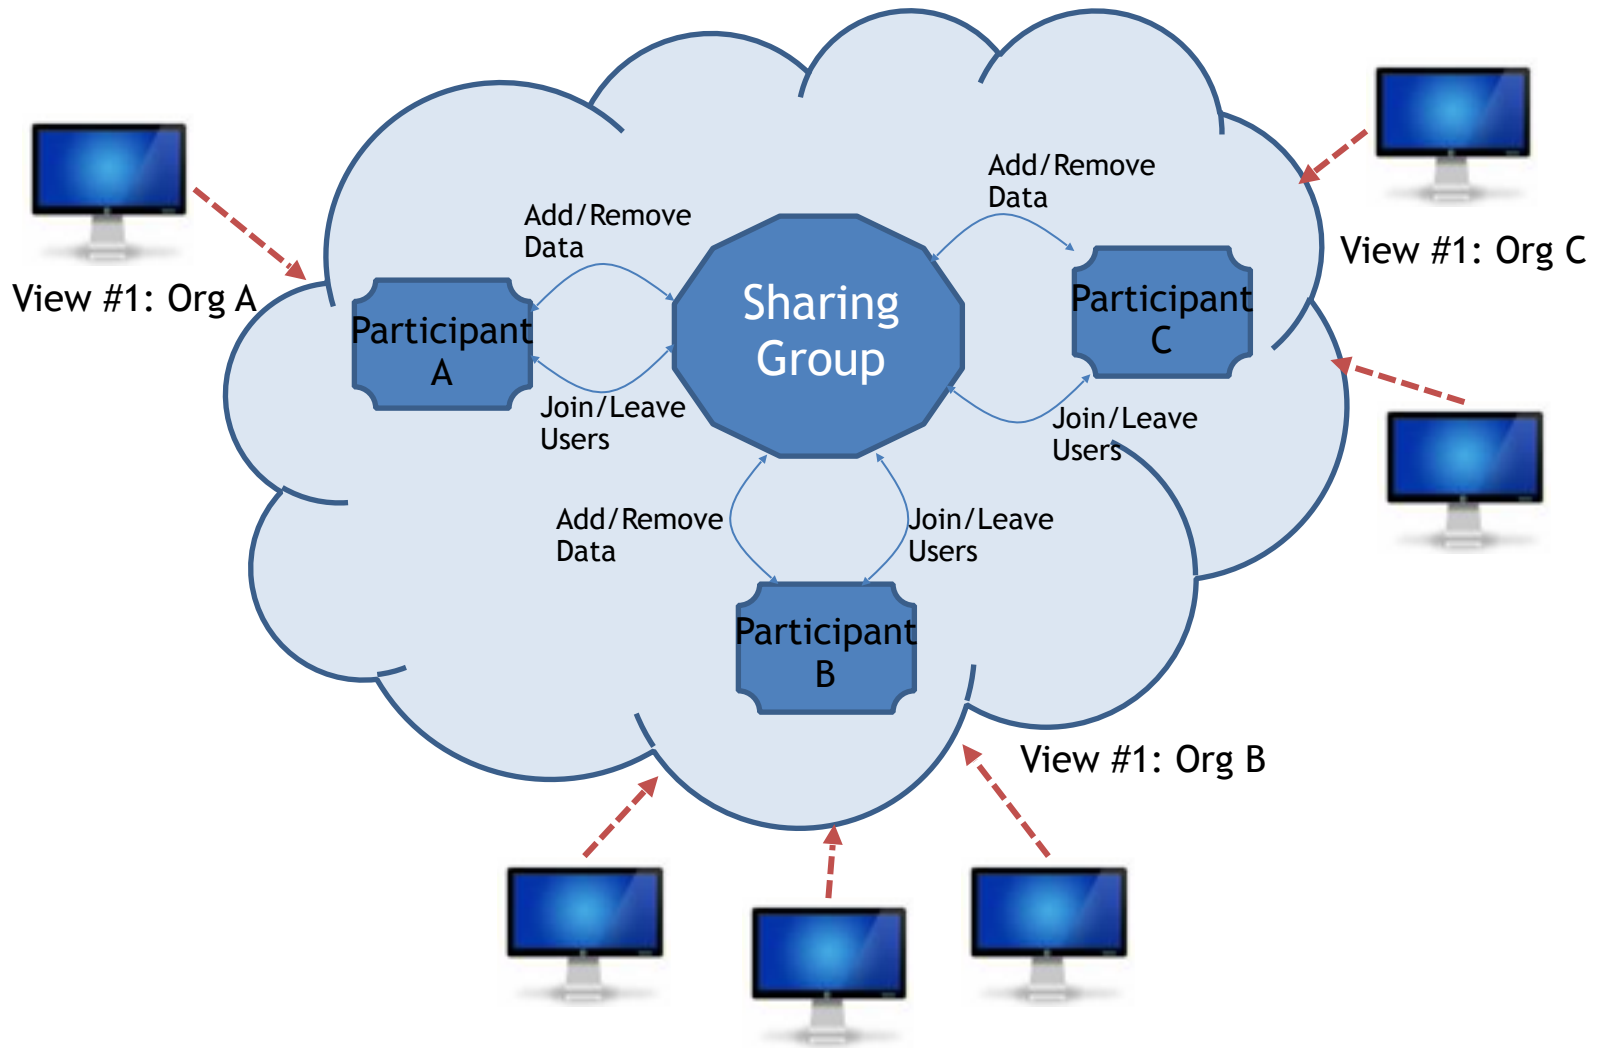 Add/Remove
Data
View #1: Org C
Add/Remove
Data
View #1: Org A
Participant
A
Sharing
Group
Participant
C
Join/Leave
Users
Join/Leave
Users
Add/Remove
Data
Join/Leave
Users
Participant
B
View #1: Org B